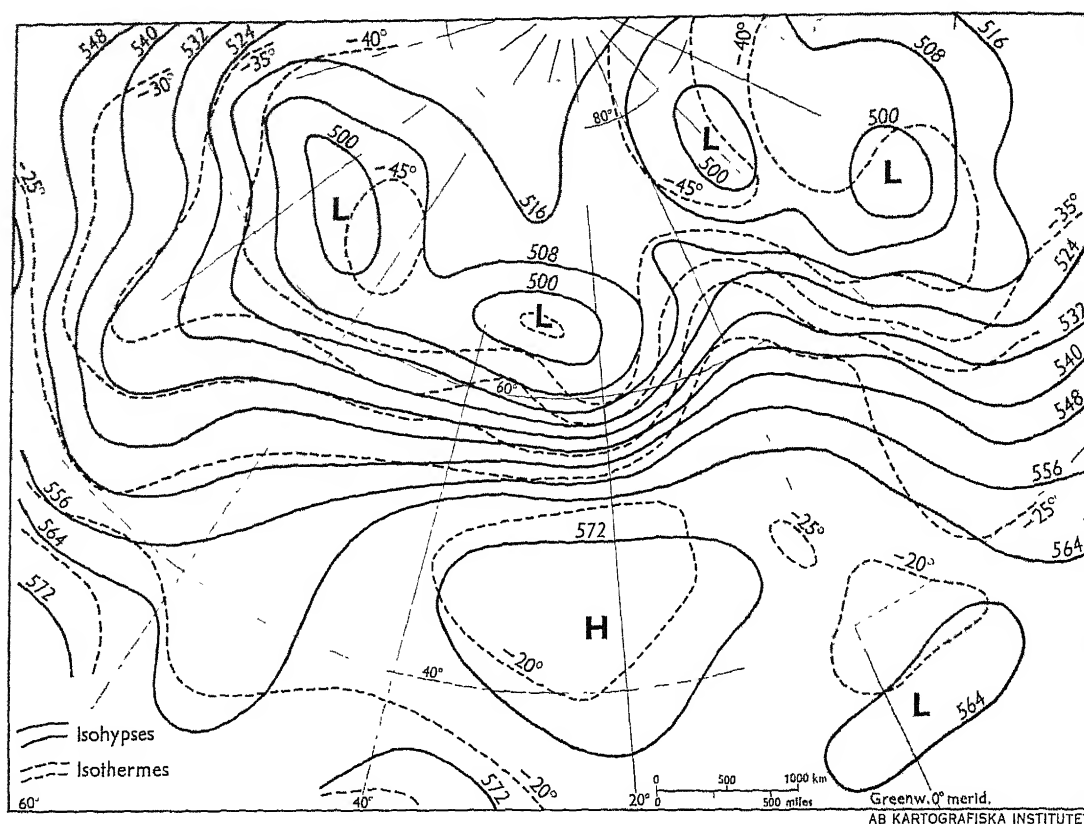 548 540 532 524 -40° -40° 516
-35° 508
-30°
80°
500 L 500
-25° L 500 L
-45° -45°
L 516 -35°
508 524
500
L 532
60° 540
548
556
556 -25° -25°
564 572 564
-20°
572
H
-20° 40°
L 564
Isohypses
Isothermes
572 -20°
0 500 1000 km
60° 40° 20° 0 500 miles Greenw. 0° merid.
AB KARTOGRAFISKA INSTITUTE